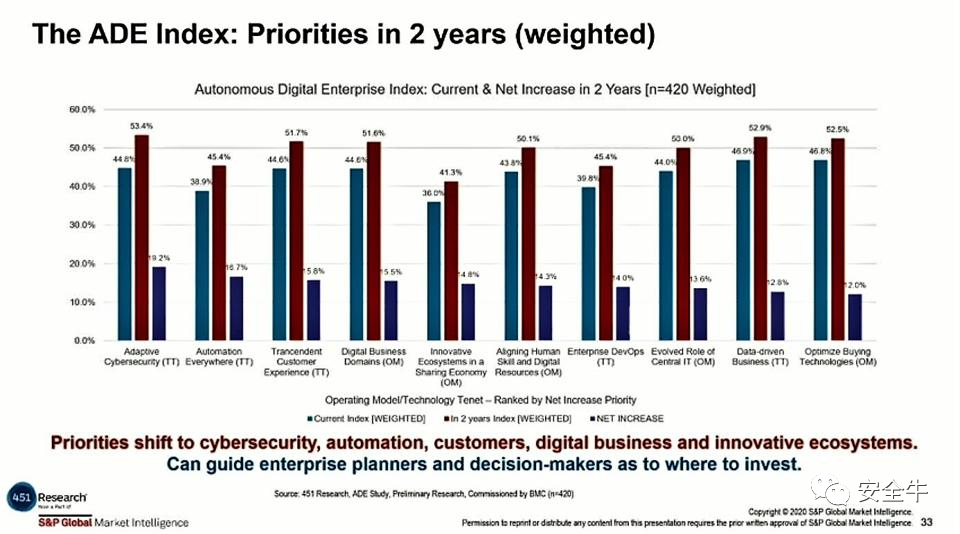 The ADE Index: Priorities in 2 years (weighted)
Autonomous Digital Enterprise Index: Current & Net Increase in 2 Years [n=420 Weighted]
60.0%
50.0%
40.0%
30.0%
20.0%
10.0%
0.0%
44.8% 53.4% 19.2%
38.9% 45.4% 16.7%
44.6% 51.7% 15.8%
44.6% 51.6% 15.5%
36.0% 41.3% 14.8%
43.8% 50.1% 14.3%
39.8% 45.4% 14.0%
44.0% 50.0% 13.6%
46.9% 52.9% 12.8%
46.8% 52.5% 12.0%
Adaptive
Cybersecurity (TT)
Automation
Everywhere (TT)
Trancendent
Customer
Experience (TT)
Digital Business
Domains (OM)
Innovative
Ecosystems in a
Sharing Economy
(OM)
Aligning Human
Skill and Digital
Resources (OM)
Enterprise DevOps
(TT)
Evolved Role of
Central IT (OM)
Data-driven
Business (TT)
Optimize Buying
Technologies (OM)
Operating Model/Technology Tenet – Ranked by Net Increase Priority
Current Index [WEIGHTED] In 2 years Index [WEIGHTED] NET INCREASE
Priorities shift to cybersecurity, automation, customers, digital business and innovative ecosystems.
Can guide enterprise planners and decision-makers as to where to invest.
451 Research
Now a Part of
S&P Global Market Intelligence
Source: 451 Research, ADE Study, Preliminary Research, Commissioned by BMC (n=420)
安全牛
Copyright © 2020 S&P Global Market Intelligence.
Permission to reprint or distribute any content from this presentation requires the prior written approval of S&P Global Market Intelligence. 33